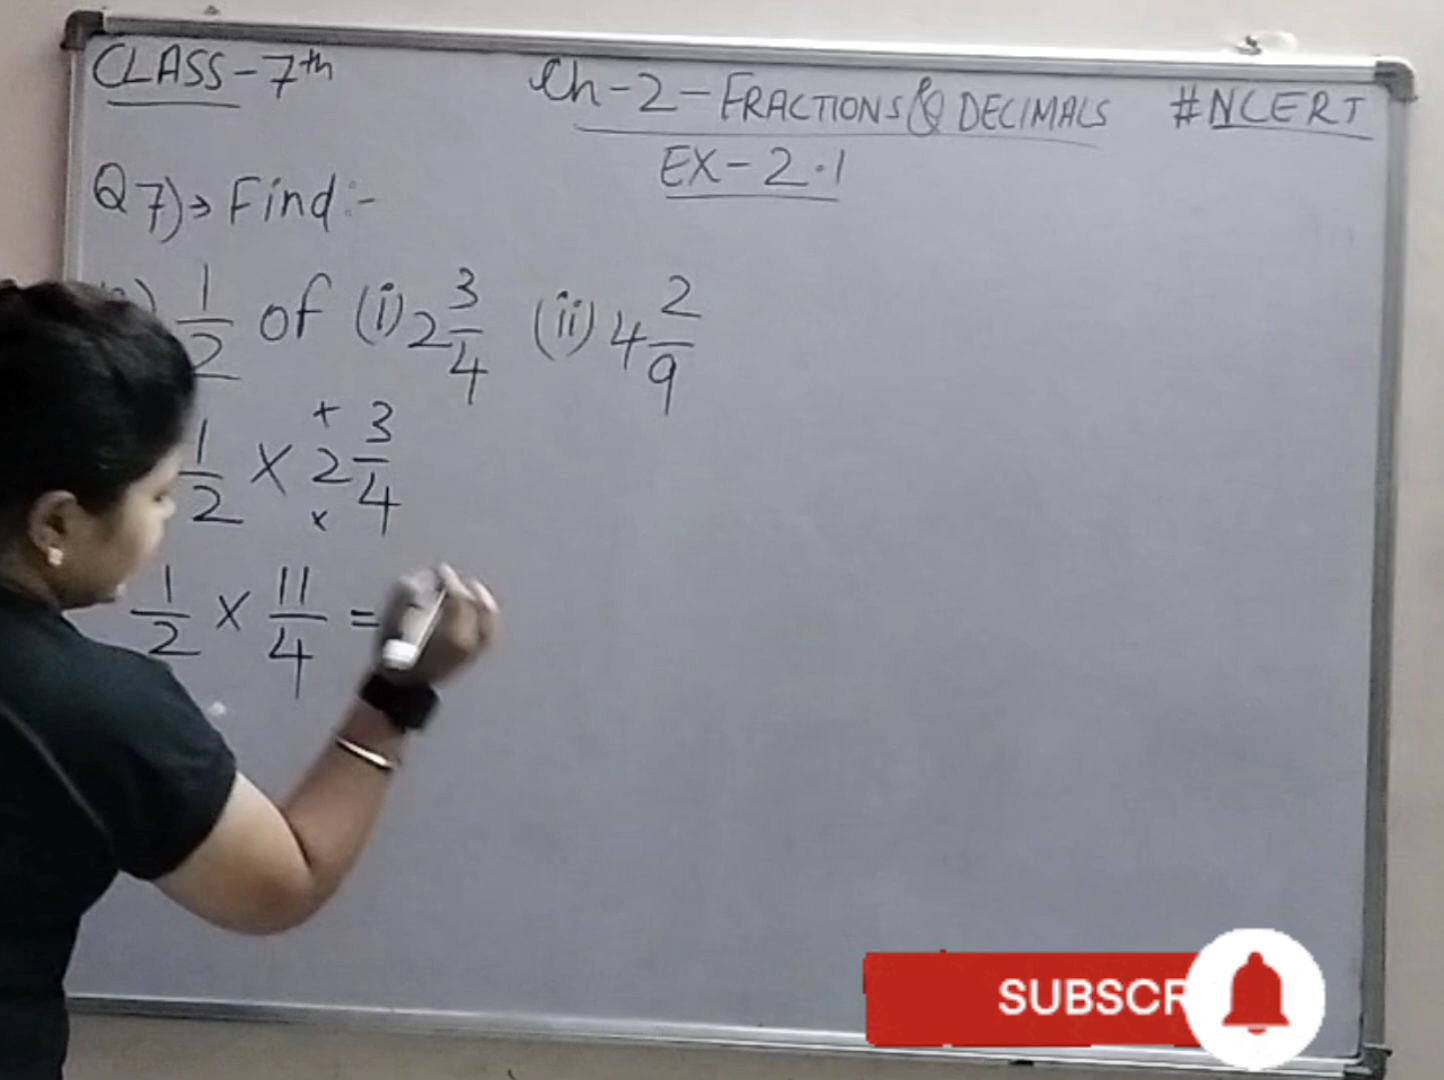 CLASS-7th Ch-2-FRACTIONS & DECIMALS #NCERT
EX-2.1
Q7)→ Find:-
1/2 of (i) 2 3/4 (ii) 4 2/9
1/2 × 2 3/4
+ ×
1/2 × 11/4 =
SUBSCR